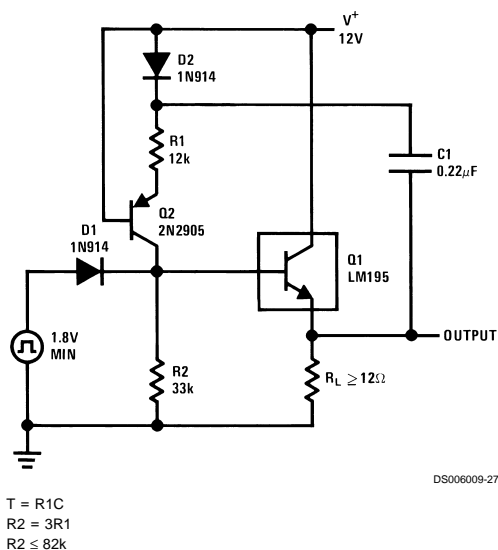 V+
12V
D2
1N914
R1
12k
C1
0.22μF
Q2
2N2905
D1
1N914
Q1
LM195
1.8V
MIN
OUTPUT
R2
33k
RL ≥ 12Ω
DS006009-27
T = R1C
R2 = 3R1
R2 ≤ 82k